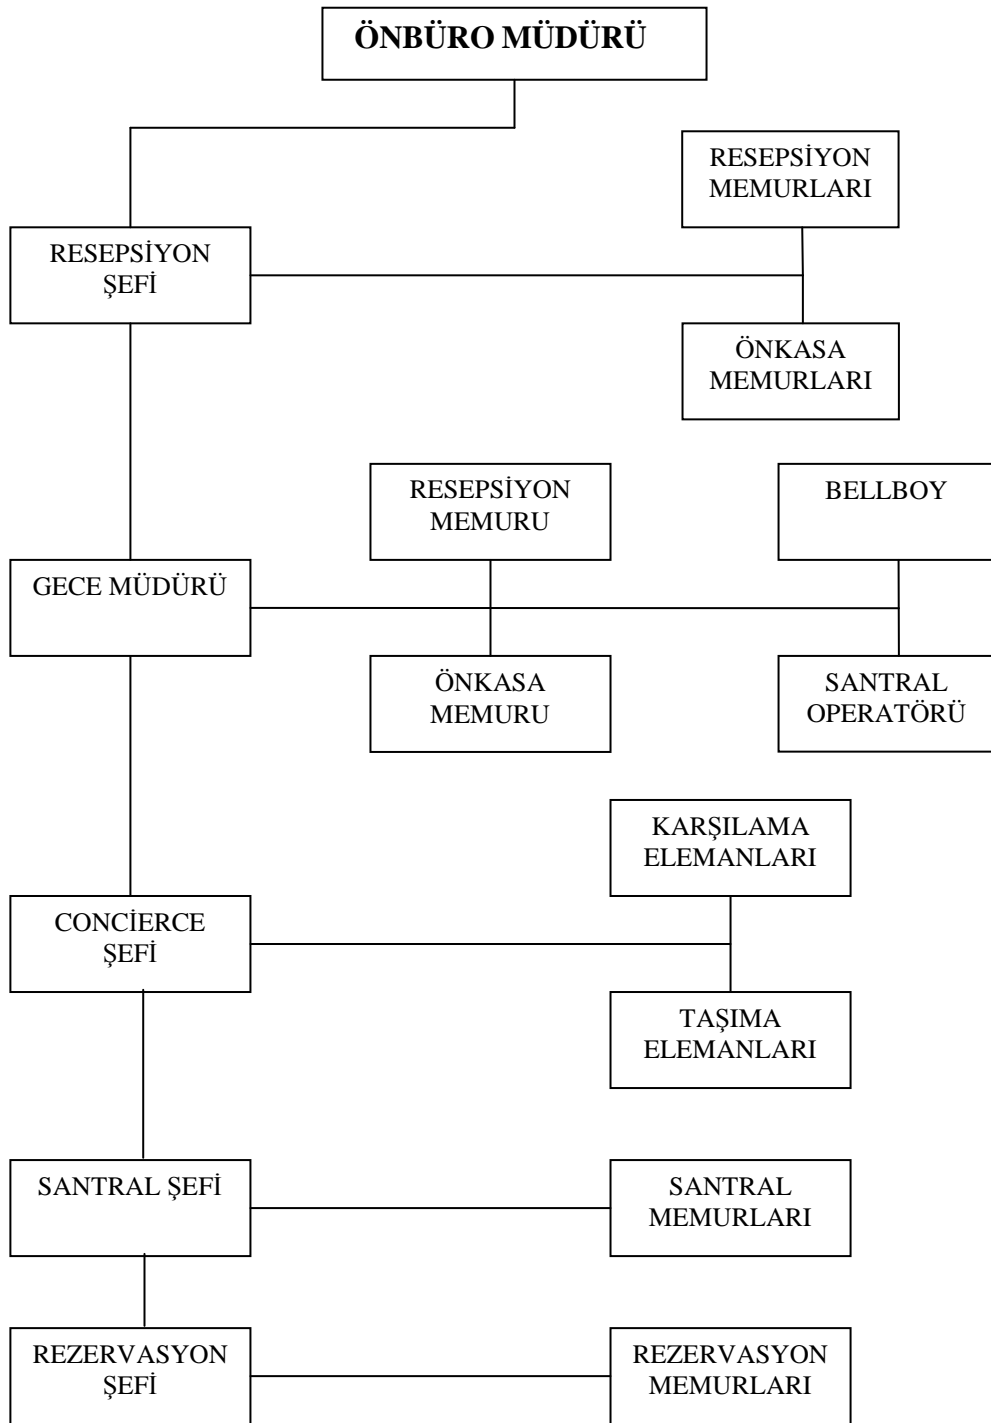 ÖNBÜRO MÜDÜRÜ
RESEPSİYON
MEMURLARI
RESEPSİYON
ŞEFİ
ÖNKASA
MEMURLARI
RESEPSİYON
MEMURU
BELLBOY
GECE MÜDÜRÜ
ÖNKASA
MEMURU
SANTRAL
OPERATÖRÜ
KARŞILAMA
ELEMANLARI
CONCİERCE
ŞEFİ
TAŞIMA
ELEMANLARI
SANTRAL ŞEFİ
SANTRAL
MEMURLARI
REZERVASYON
ŞEFİ
REZERVASYON
MEMURLARI